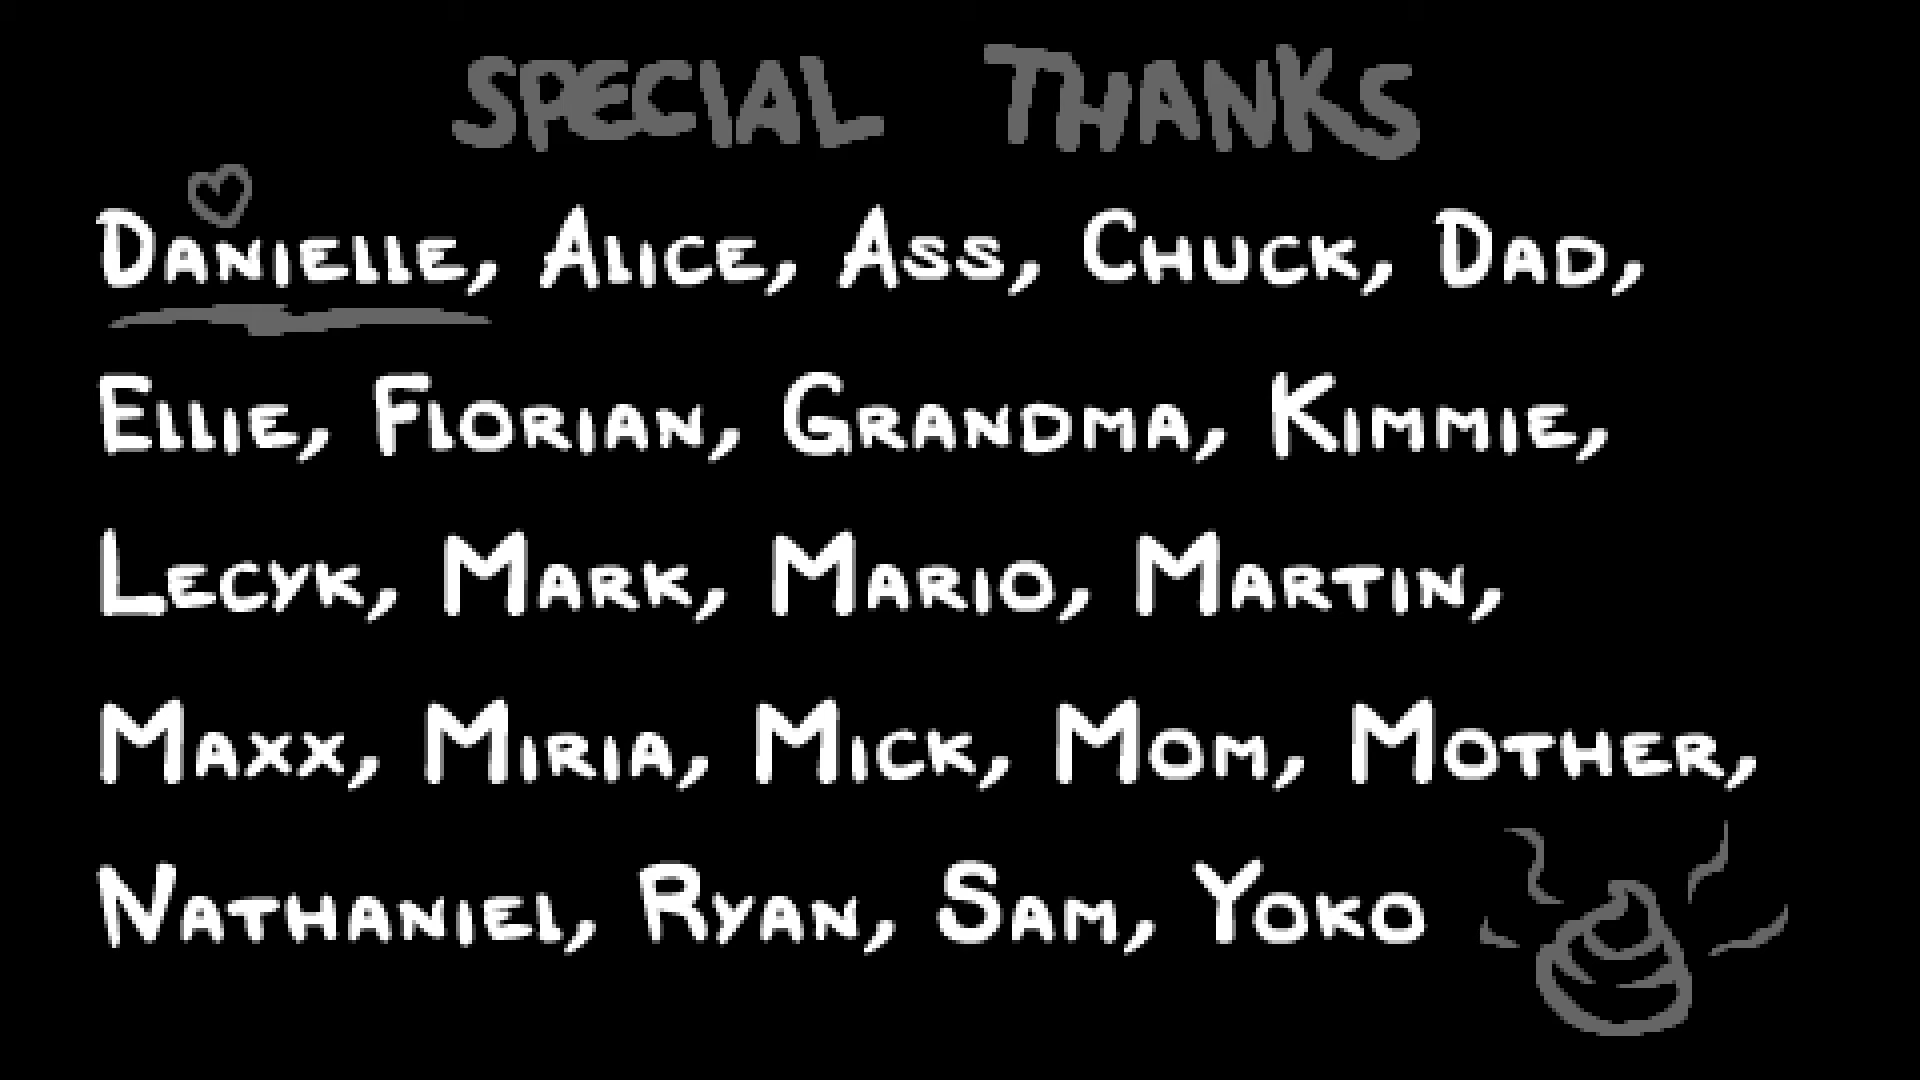 SPECIAL THANKS
Danielle, Alice, Ass, Chuck, Dad,
Ellie, Florian, Grandma, Kimmie,
Lecyk, Mark, Mario, Martin,
Maxx, Miria, Mick, Mom, Mother,
Nathaniel, Ryan, Sam, Yoko